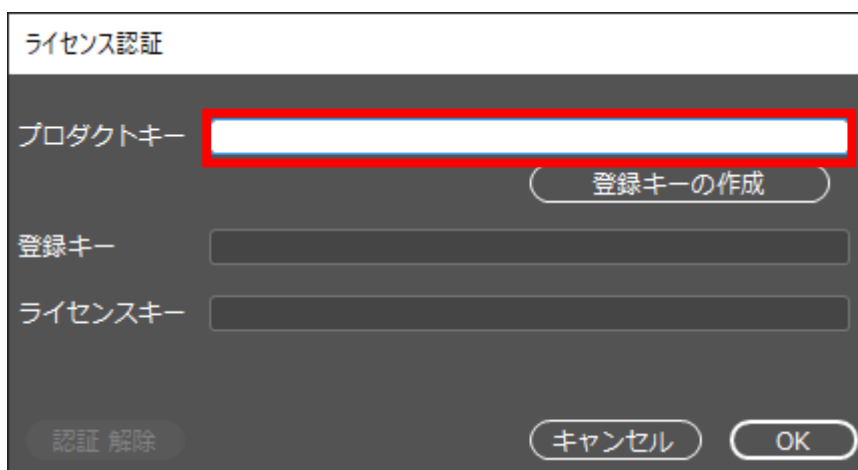 ライセンス認証
プロダクトキー
登録キーの作成
登録キー
ライセンスキー
認証 解除
キャンセル
OK